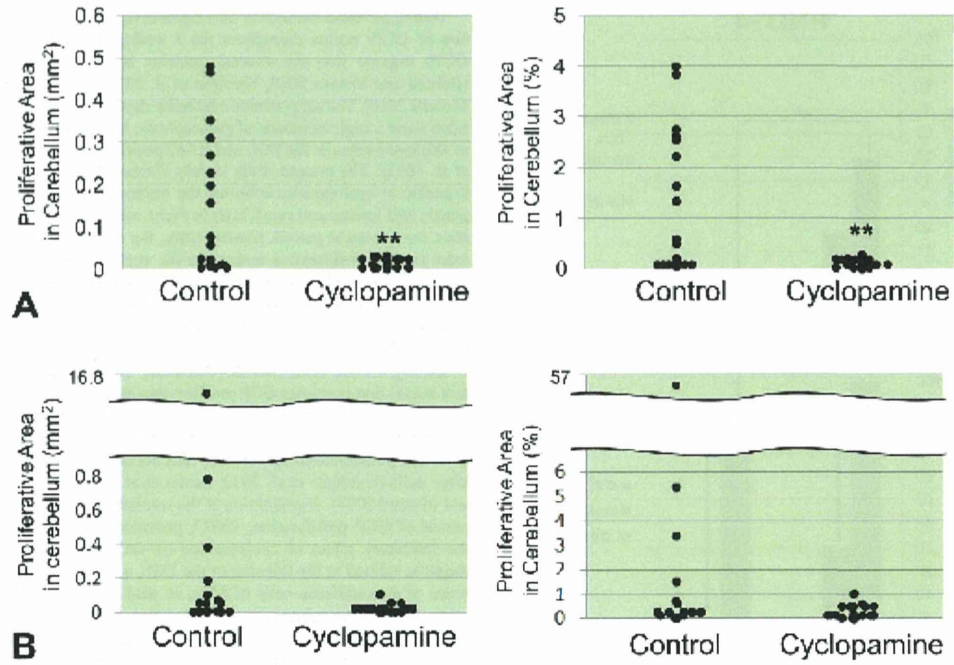 Proliferative Area
in Carebellum (mm²)
0.6
0.5
0.4
0.3
0.2
0.1
0
**
Control
Cyclopamine
Proliferative Area
in Cerebellum (%)
5
4
3
2
1
0
**
Control
Cyclopamine
A
Proliferative Area
in cerebellum (mm²)
16.8
0.8
0.6
0.4
0.2
0
Control
Cyclopamine
Proliferative Area
in Carebellum (%)
57
6
5
4
3
2
1
0
Control
Cyclopamine
B